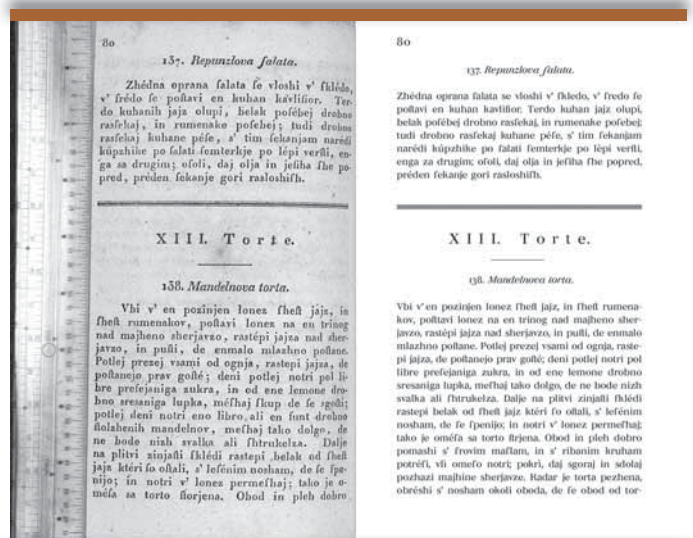 80
137. Repunzlova ſalata.
Zhédna oprana ſalata ſe vloshi v' ſklédo,
v' ſrédo ſe poſtavi en kuhan kavliſior. Ter-
do kuhanih jajz olupi, belak poſébej drobno
rasſekaj, in rumenake poſebej; tudi drobno
rasſekaj kuhane péſe, s' tim ſekanjam narédi
kúpzhike po ſalati ſemterkje po lépi verſti, en-
ga sa drugim; oſoli, daj olja in jeſiha ſhe po-
pred, préden ſekanje gori rasloshiſh.
XIII. Torte.
138. Mandelnova torta.
Vbi v' en pozinjen lonez ſheſt jájz, in
ſheſt rumenakov, poſtavi lonez na en trinog
nad majheno sherjavzo, rastépi jajza nad sher-
javzo, in puſti, de enmalo mlazhno poſtane.
Potlej prezej vsami od ognja, rastepi jajza, de
poſtanejo prav goſté; deni potlej notri pol li-
bre preſejaniga zukra, in od ene lemone dro-
bno sresaniga lupka, meſhaj ſkup de ſe sgoſti;
potlej deni notri eno libro ali en funt drobno
ſtolzhenih mandelnov, meſhaj tako dolgo, de
ne bode nizh svalka ali ſhtrukelza. Dalje
na plitvi zinjaſti ſklédi rastepi belak od ſheſt
jajz ktéri ſo oſtali, s' leſénim nosham, de ſe ſpe-
nijo; in notri v' lonez permeſhaj; tako je o-
méſa sa torto ſtorjena. Obod in pleh dobro
80
137. Repunzlova ſalata.
Zhédna oprana ſalata se vloshi v' ſkledo, v' ſredo ſe
poſtavi en kuhan kavliſior. Terdo kuhan jajz olupi,
belak poſébej drobno rasſekaj, in rumenake poſebej;
tudi drobno rasſekaj kuhane péſe, s' tim ſekanjam
narédi kúpzhike po ſalati ſemterkje po lépi verſti,
enga za drugim; oſoli, daj olja in jeſiha ſhe popred,
préden ſekanje gori rasloshiſh.
XIII. Torte.
138. Mandelnova torta.
Vbi v' en pozinjen lonez ſheſt jajz, in ſheſt rumena-
kov, poſtavi lonez na en trinog nad majheno sher-
javzo, rastépi jajza nad sherjavzo, in puſti, de enmalo
mlazhno poſtane. Potlej prezej vsami od ognja, raste-
pi jajza, de poſtanejo prav goſté; deni potlej notri pol
libre preſejaniga zukra, in od ene lemone drobno
sresaniga lupka, meſhaj tako dolgo, de ne bode nizh
svalka ali ſhtrukelza. Dalje na plitvi zinjaſti ſklédi
rastepi belak od ſheſt jajz ktéri ſo oſtali, s' leſénim
nosham, de ſe ſpenijo; in notri v' lonez permeſhaj;
tako je oméſa sa torto ſtrjena. Obod in pleh dobro
pomashi s' frovim maſlam, in s' ribanim kruham
potréſi, vſi omeſo notri; pokri, daj sgoraj in sdolaj
pozhazi majhine sherjavze. Kadar je torta pezhena,
obréshi s' nosham okoli oboda, de ſe obod od tor-